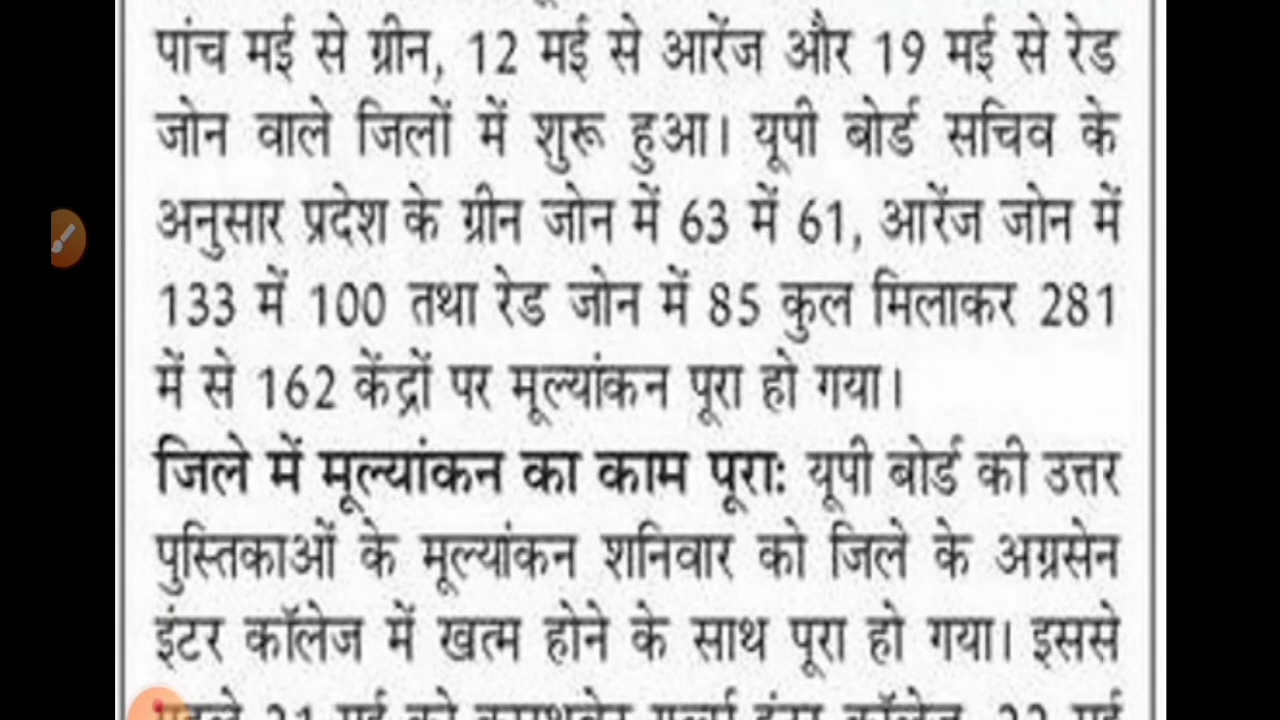 पांच मई से ग्रीन, 12 मई से आरेंज और 19 मई से रेड
जोन वाले जिलों में शुरू हुआ। यूपी बोर्ड सचिव के
अनुसार प्रदेश के ग्रीन जोन में 63 में 61, आरेंज जोन में
133 में 100 तथा रेड जोन में 85 कुल मिलाकर 281
में से 162 केंद्रों पर मूल्यांकन पूरा हो गया।
जिले में मूल्यांकन का काम पूराः यूपी बोर्ड की उत्तर
पुस्तिकाओं के मूल्यांकन शनिवार को जिले के अग्रसेन
इंटर कॉलेज में खत्म होने के साथ पूरा हो गया। इससे